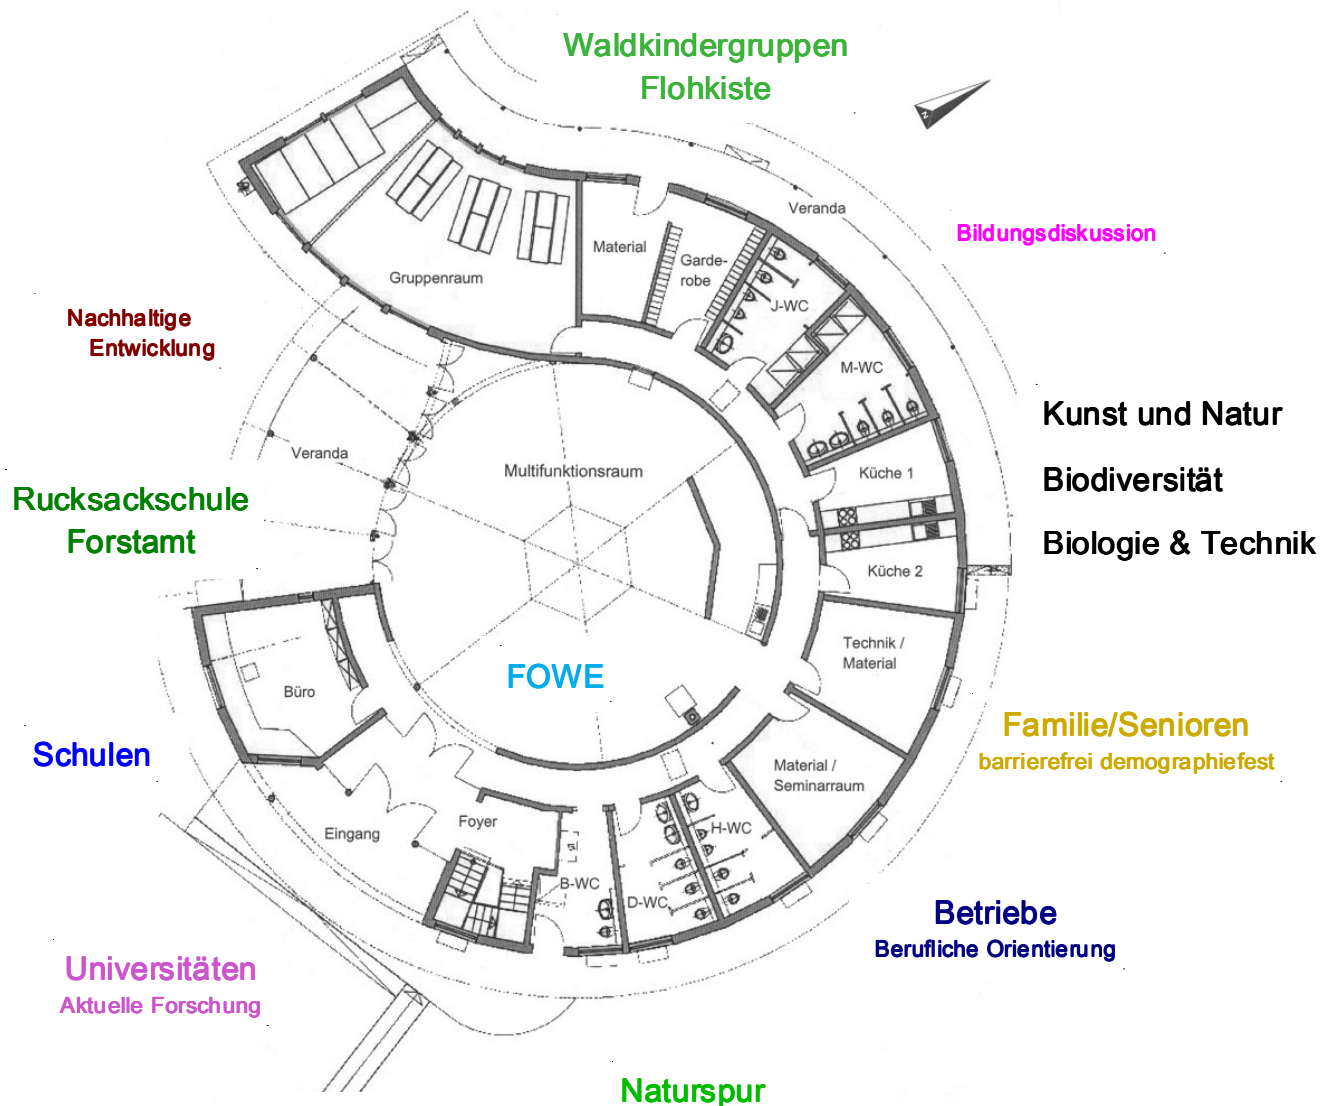 Waldkindergruppen
Flohkiste
N
Veranda
Bildungsdiskussion
Material
Garde-
robe
Gruppenraum
J-WC
Nachhaltige
Entwicklung
M-WC
Kunst und Natur
Veranda
Multifunktionsraum
Küche 1
Biodiversität
Rucksackschule
Forstamt
Biologie & Technik
Küche 2
Technik /
Material
FOWE
Büro
Familie/Senioren
barrierefrei demographiefest
Schulen
Material /
Seminarraum
Eingang
Foyer
H-WC
B-WC
D-WC
Betriebe
Berufliche Orientierung
Universitäten
Aktuelle Forschung
Naturspur